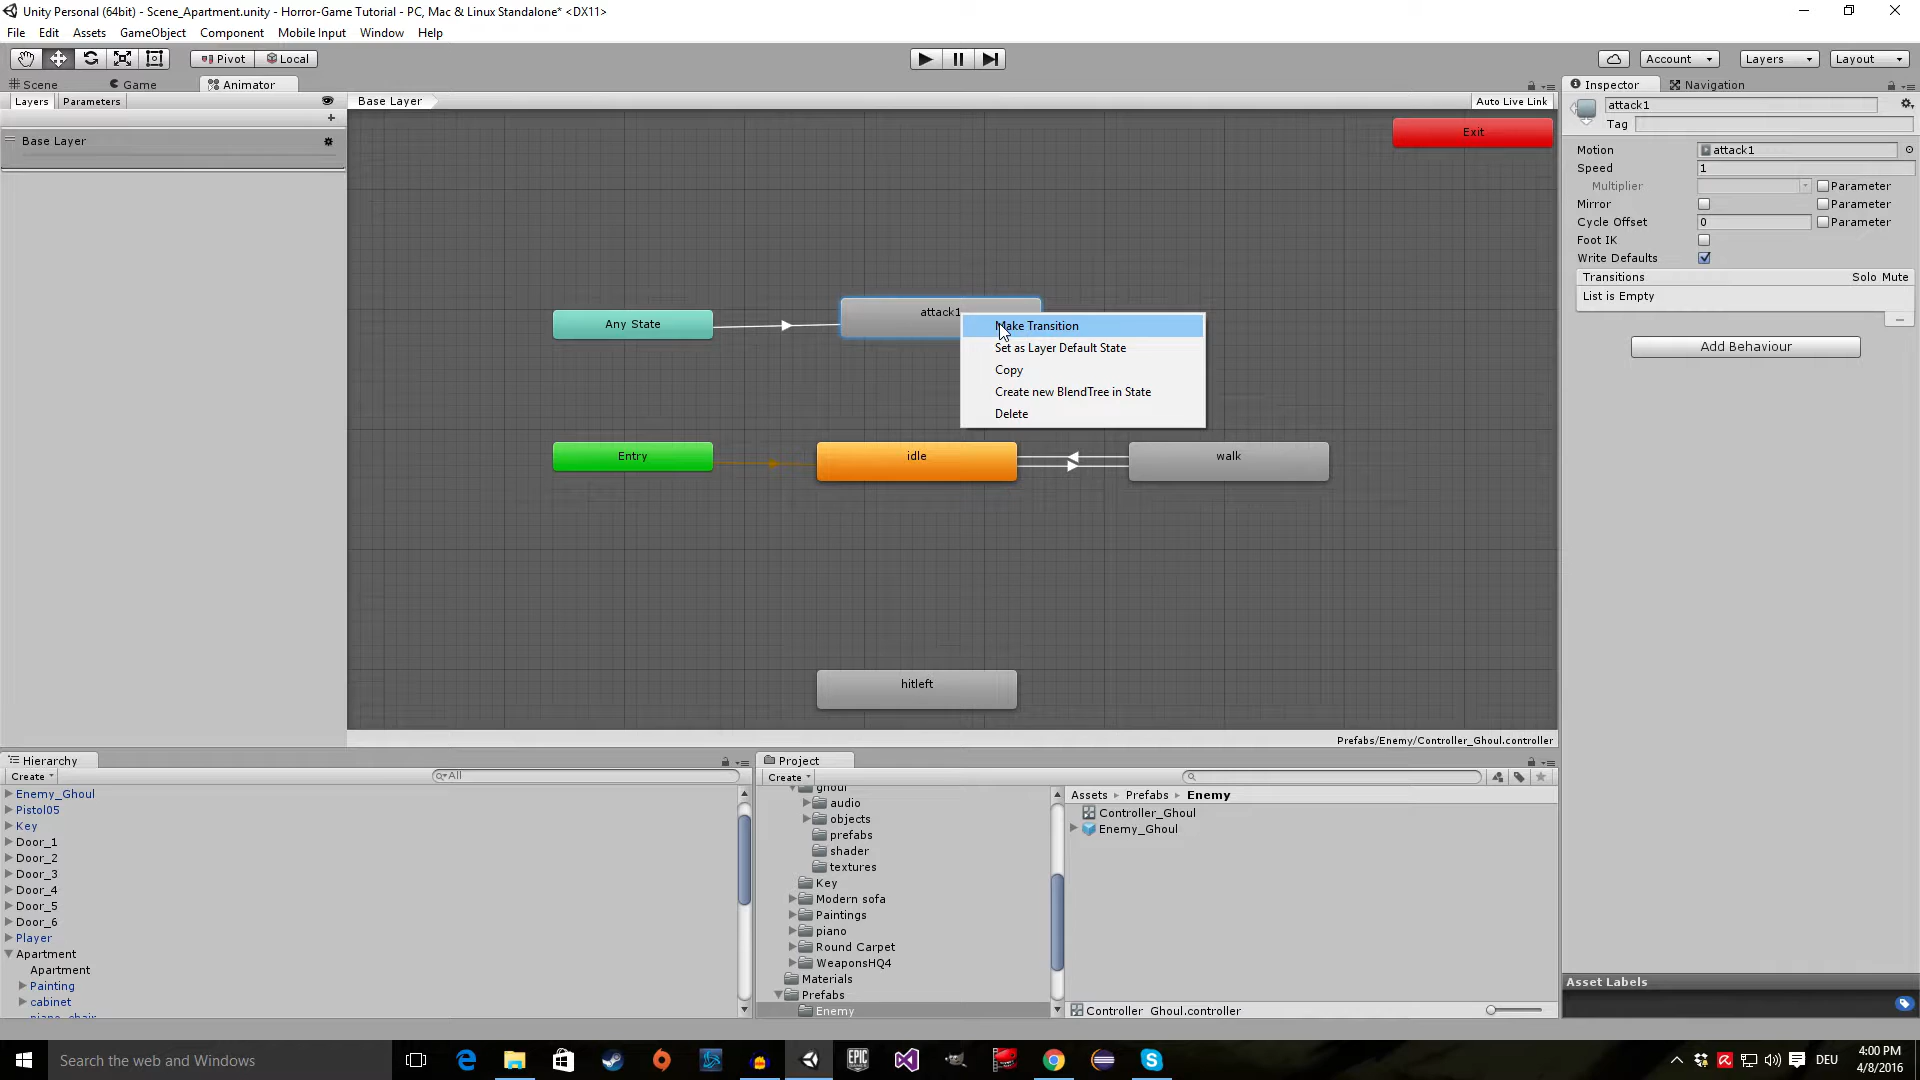 Unity Personal (64bit) - Scene_Apartment.unity - Horror-Game Tutorial - PC, Mac & Linux Standalone* <DX11>
File Edit Assets GameObject Component Mobile Input Window Help
Pivot Local Account Layers Layout
Scene Game Animator Inspector Navigation
Layers Parameters Base Layer Auto Live Link attack1
Tag
Base Layer Exit
Motion attack1
Speed 1
Multiplier Parameter
Mirror Parameter
Cycle Offset 0 Parameter
Foot IK
Write Defaults
Transitions Solo Mute
List is Empty
Add Behaviour
Any State attack1
Make Transition
Set as Layer Default State
Copy
Create new BlendTree in State
Delete
Entry idle walk
hitleft
Prefabs/Enemy/Controller_Ghoul.controller
Hierarchy
Create All
Enemy_Ghoul
Pistol05
Key
Door_1
Door_2
Door_3
Door_4
Door_5
Door_6
Player
Apartment
Apartment
Painting
cabinet
piano_chair
Project
Create
ghoul
audio
objects
prefabs
shader
textures
Key
Modern sofa
Paintings
piano
Round Carpet
WeaponsHQ4
Materials
Prefabs
Enemy
Assets Prefabs Enemy
Controller_Ghoul
Enemy_Ghoul
Controller_Ghoul.controller
Asset Labels
Search the web and Windows
EPIC
DEU
4:00 PM
4/8/2016